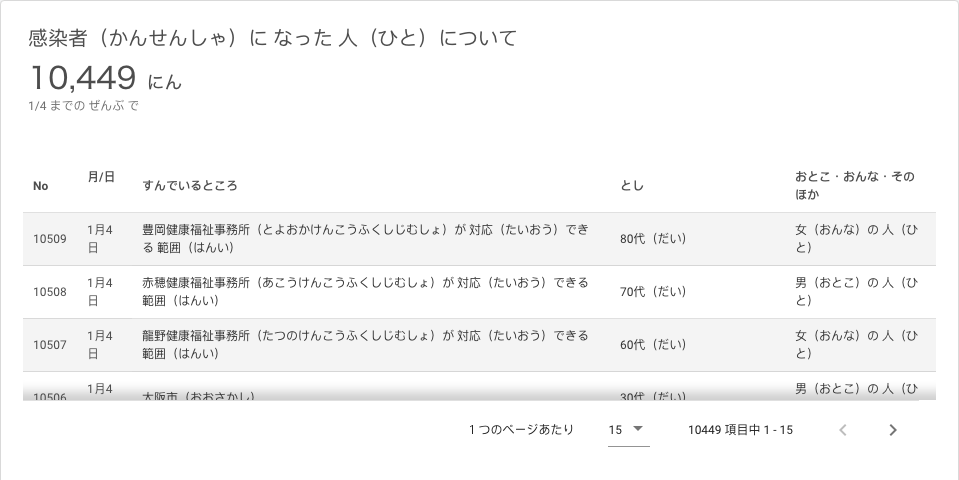 感染者（かんせんしゃ）に なった 人（ひと）について
10,449 にん
1/4 までの ぜんぶ で
No
月/日
すんでいるところ
とし
おとこ・おんな・その
ほか
10509
1月4
日
豊岡健康福祉事務所（とよおかけんこうふくしじむしょ）が 対応（たいおう）でき
る 範囲（はんい）
80代（だい）
女（おんな）の 人（ひ
と）
10508
1月4
日
赤穂健康福祉事務所（あこうけんこうふくしじむしょ）が 対応（たいおう）できる
範囲（はんい）
70代（だい）
男（おとこ）の 人（ひ
と）
10507
1月4
日
龍野健康福祉事務所（たつのけんこうふくしじむしょ）が 対応（たいおう）できる
範囲（はんい）
60代（だい）
女（おんな）の 人（ひ
と）
10506
1月4
大阪市（おおさかし）
30代（だい）
男（おとこ）の 人（ひ
1 つのページあたり
15
10449 項目中 1 - 15